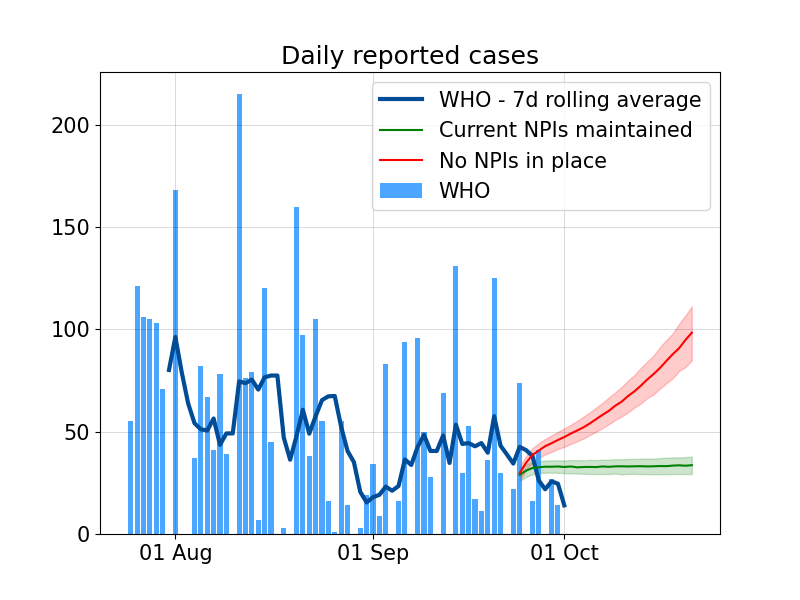 Daily reported cases
WHO - 7d rolling average
Current NPIs maintained
No NPIs in place
WHO
200
150
100
50
0
01 Aug
01 Sep
01 Oct